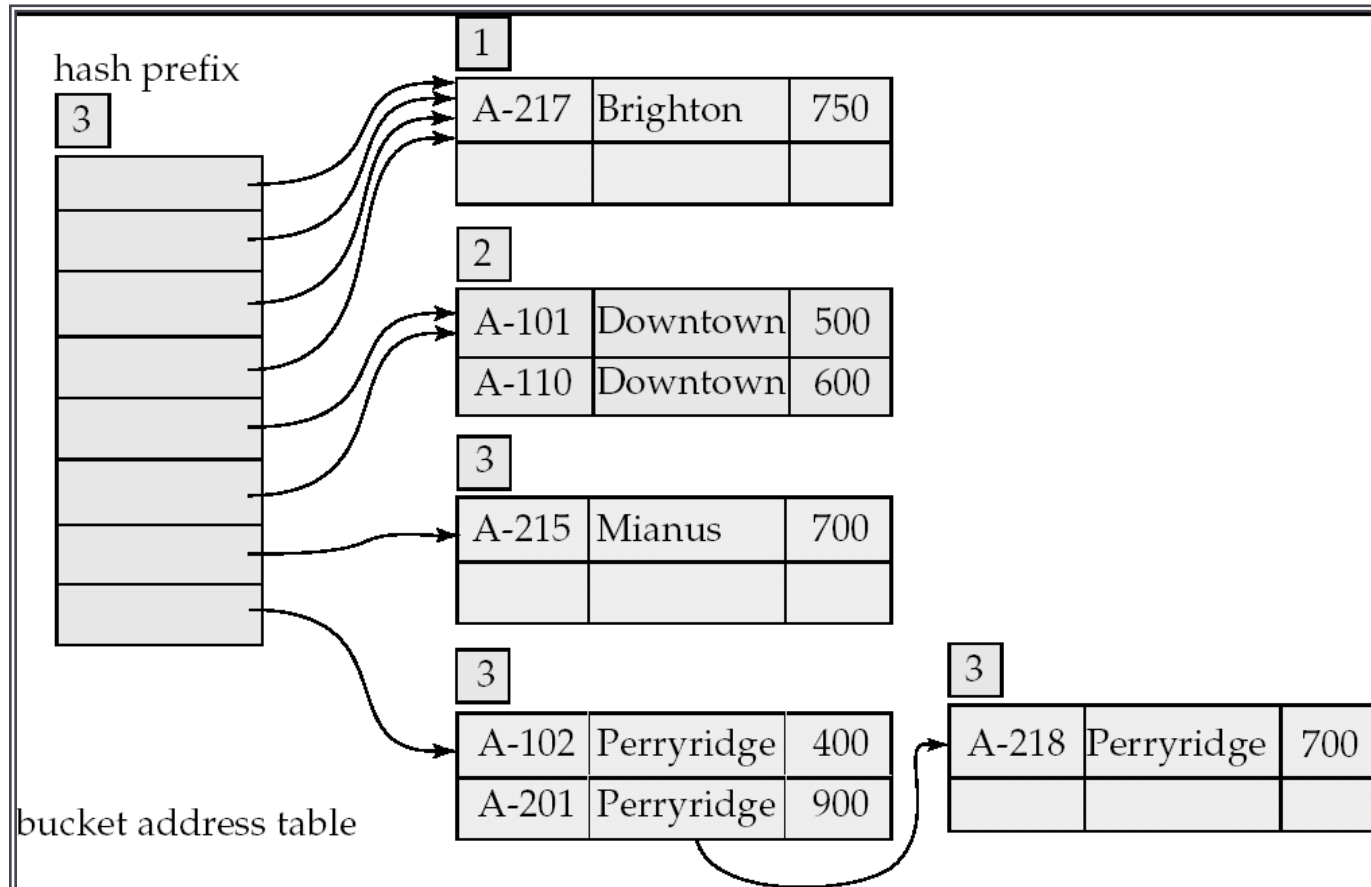 hash prefix
3
1
A-217 Brighton 750
2
A-101 Downtown 500
A-110 Downtown 600
3
A-215 Mianus 700
3
A-102 Perryridge 400
A-201 Perryridge 900
3
A-218 Perryridge 700
bucket address table